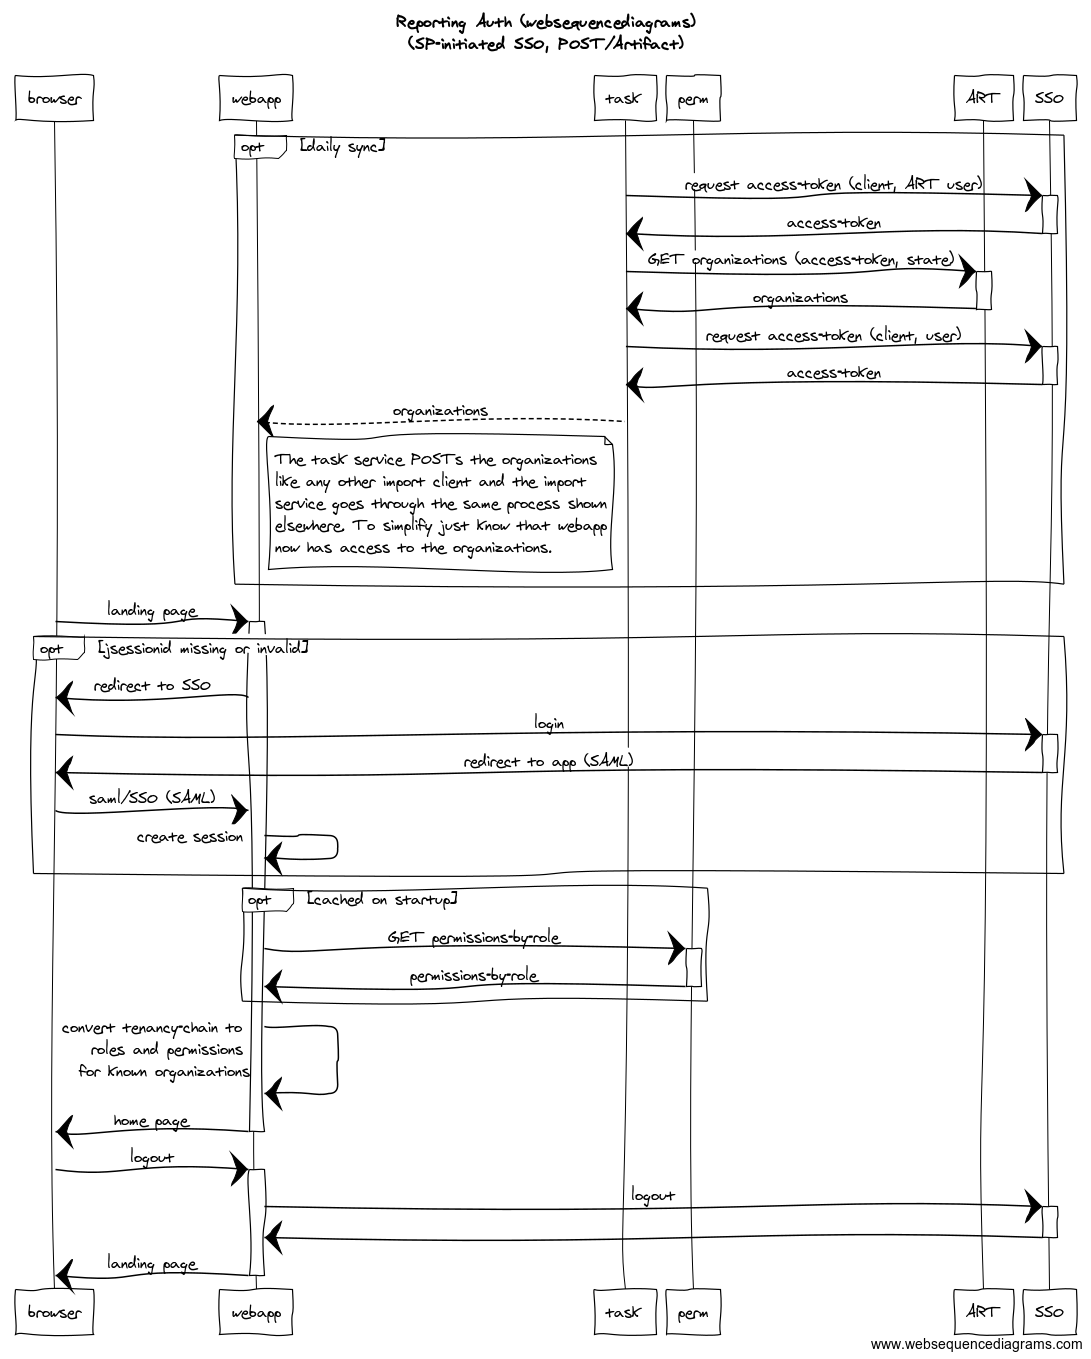 Reporting Auth (websequencediagrams)
(SP-initiated SSO, POST/Artifact)
browser
webapp
task
perm
ART
SSO
opt
[daily sync]
request access-token (client, ART user)
access-token
GET organizations (access-token, state)
organizations
request access-token (client, user)
access-token
organizations
The task service POSTs the organizations
like any other import client and the import
service goes through the same process shown
elsewhere. To simplify just know that webapp
now has access to the organizations.
landing page
opt
[jsessionid missing or invalid]
redirect to SSO
login
redirect to app (SAML)
saml/SSO (SAML)
create session
opt
[cached on startup]
GET permissions-by-role
permissions-by-role
convert tenancy-chain to
roles and permissions
for known organizations
home page
logout
logout
landing page
browser
webapp
task
perm
ART
SSO
www.websequencediagrams.com